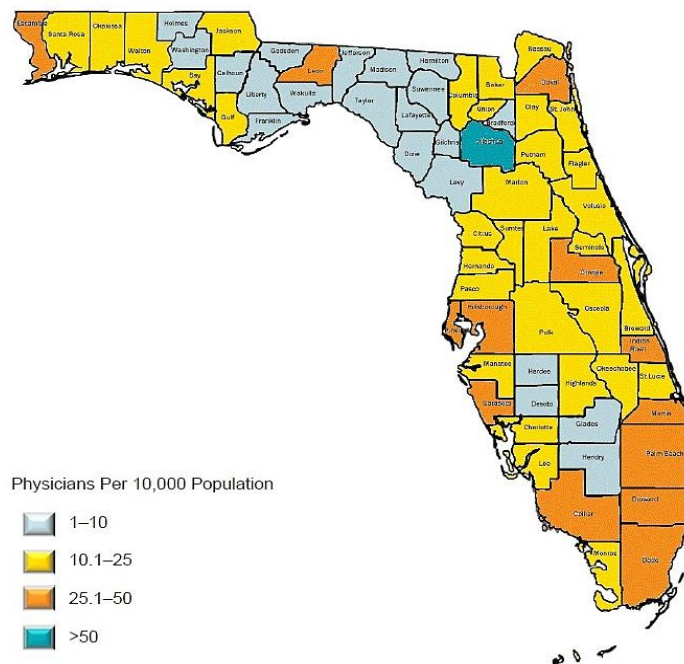 Escambia
Santa Rosa
Okaloosa
Walton
Holmes
Washington
Jackson
Bay
Calhoun
Gulf
Liberty
Gadsden
Franklin
Leon
Wakulla
Jefferson
Madison
Taylor
Hamilton
Suwannee
Lafayette
Dixie
Columbia
Gilchris
Baker
Union
Bradford
Alachua
Levy
Nassau
Duval
Clay
St. John
Putnam
Flagler
Marion
Volusia
Citrus
Sumter
Lake
Seminole
Orange
Hernando
Pasco
Hillsborough
Polk
Osceola
Brevard
Indian
River
Manatee
Hardee
Highlands
Okeechobee
St. Lucie
Sarasota
Desoto
Martin
Charlotte
Glades
Lee
Hendry
Palm Beach
Collier
Broward
Monroe
Dade
Physicians Per 10,000 Population
1–10
10.1–25
25.1–50
>50